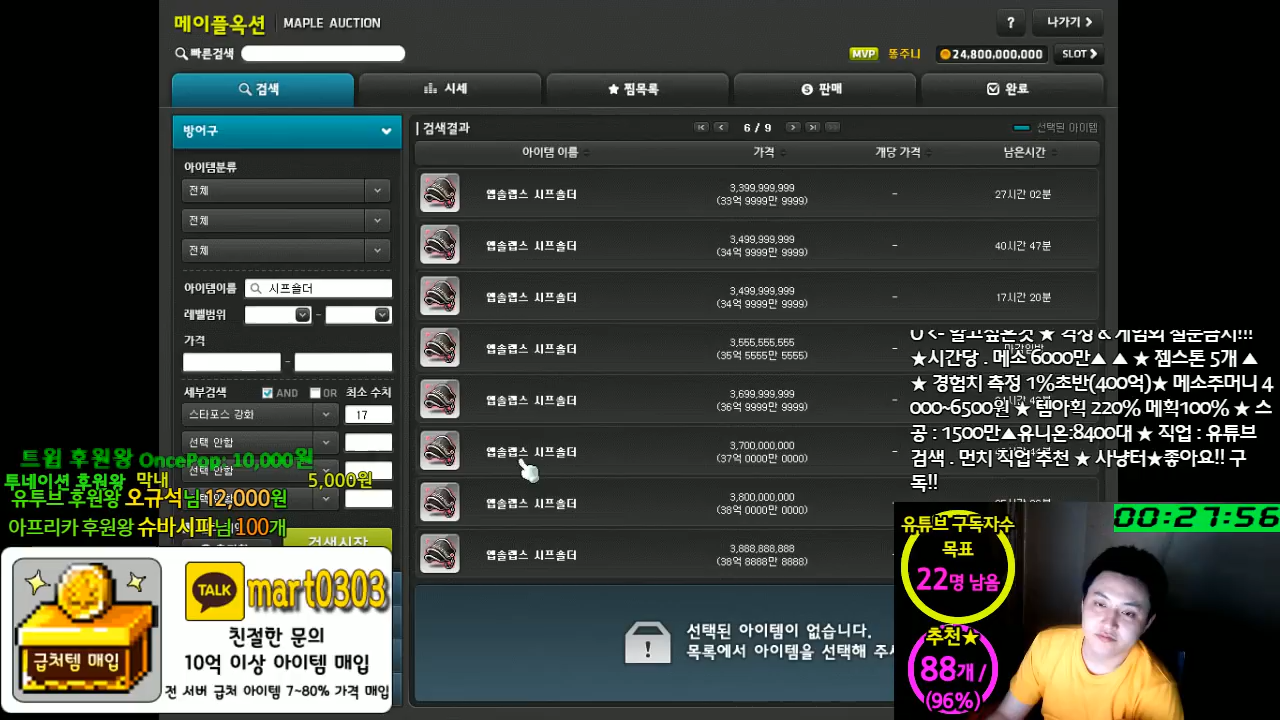 메이플옥션 MAPLE AUCTION
? 나가기 >
빠른검색
MVP 똥주니 24,800,000,000 SLOT >
검색 시세 찜목록 판매 완료
방어구
아이템분류
전체
전체
전체
아이템이름 시프숄더
레벨범위 -
가격
-
세부검색 AND OR 최소 수치
스타포스 강화 17
선택 안함
선택 안함
검색시작
검색결과 6 / 9 선택된 아이템
아이템 이름 가격 개당 가격 남은시간
앱솔랩스 시프숄더 3,399,999,999 (33억 9999만 9999) - 27시간 02분
앱솔랩스 시프숄더 3,499,999,999 (34억 9999만 9999) - 40시간 47분
앱솔랩스 시프숄더 3,499,999,999 (34억 9999만 9999) - 17시간 20분
앱솔랩스 시프숄더 3,555,555,555 (35억 5555만 5555) -
앱솔랩스 시프숄더 3,699,999,999 (36억 9999만 9999) -
앱솔랩스 시프숄더 3,700,000,000 (37억 0000만 0000) -
앱솔랩스 시프숄더 3,800,000,000 (38억 0000만 0000)
앱솔랩스 시프숄더 3,888,888,888 (38억 8888만 8888)
선택된 아이템이 없습니다.
목록에서 아이템을 선택해 주
★시간당 . 메소 6000만▲ ▲ ★ 젬스톤 5개 ▲
★ 경험치 측정 1%초반(400억)★ 메소주머니 4
000~6500원 ★ 템아획 220% 메획100% ★ 스
공 : 1500만▲유니온:8400대 ★ 직업 : 유튜브
검색 . 먼치 직업 추천 ★ 사냥터★좋아요!! 구
독!!
트윕 후원왕 OncePop: 10,000원
투네이션 후원왕 막내 5,000원
유투브 후원왕 오규석님12,000원
아프리카 후원왕 슈바시파님100개
급처템 매입
TALK mart0303
친절한 문의
10억 이상 아이템 매입
전 서버 급처 아이템 7~80% 가격 매입
00:27:56
유튜브 구독자수
목표
22명 남음
추천★
88개 /
(96%)